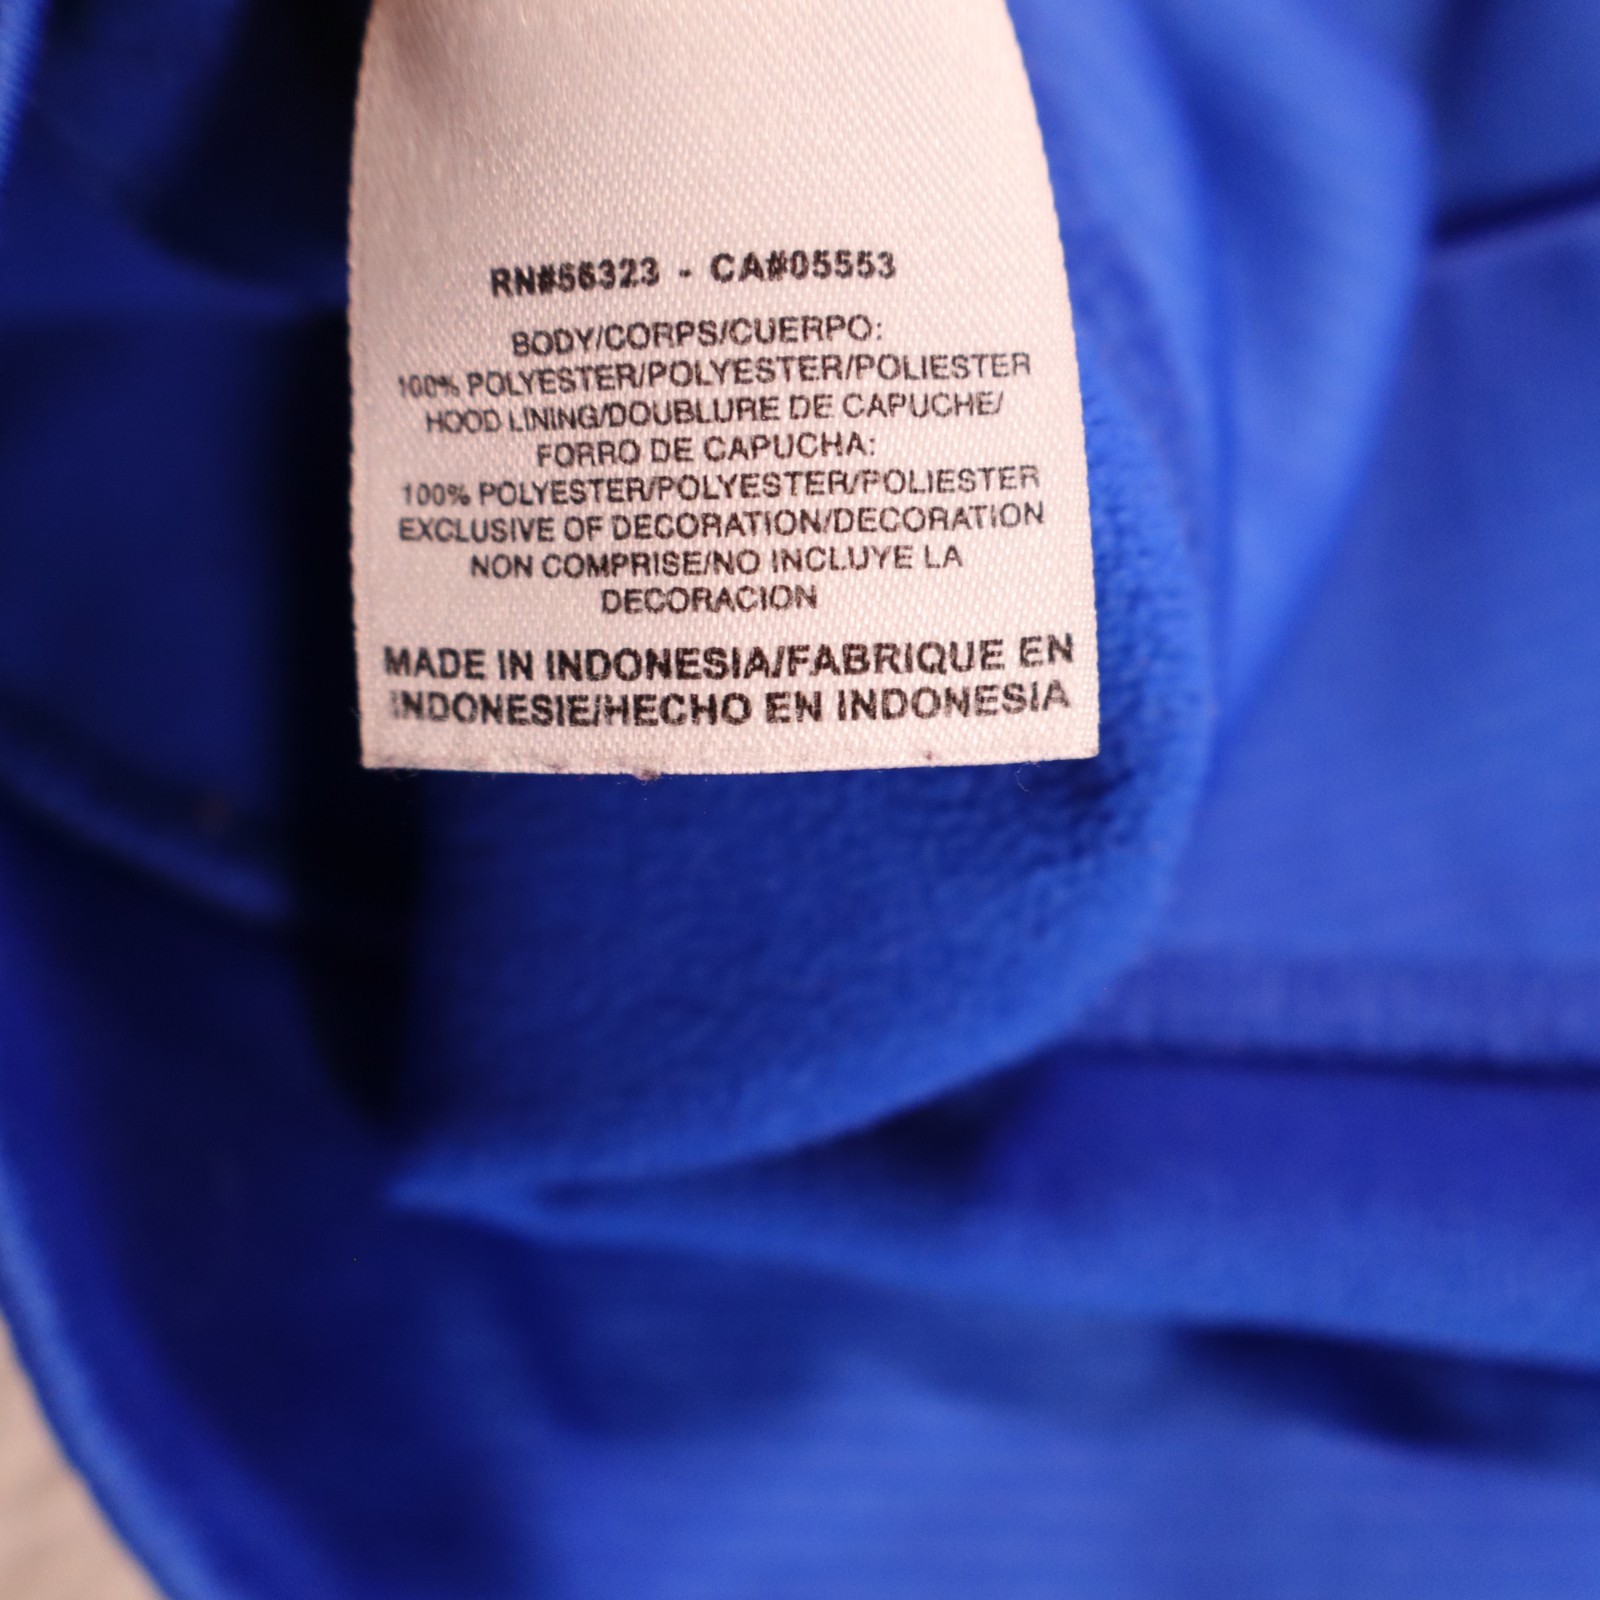 RN#56323 - CA#05553
BODY/CORPS/CUERPO:
100% POLYESTER/POLYESTER/POLIESTER
HOOD LINING/DOUBLURE DE CAPUCHE/
FORRO DE CAPUCHA:
100% POLYESTER/POLYESTER/POLIESTER
EXCLUSIVE OF DECORATION/DECORATION
NON COMPRISE/NO INCLUYE LA
DECORACION
MADE IN INDONESIA/FABRIQUE EN
INDONESIE/HECHO EN INDONESIA